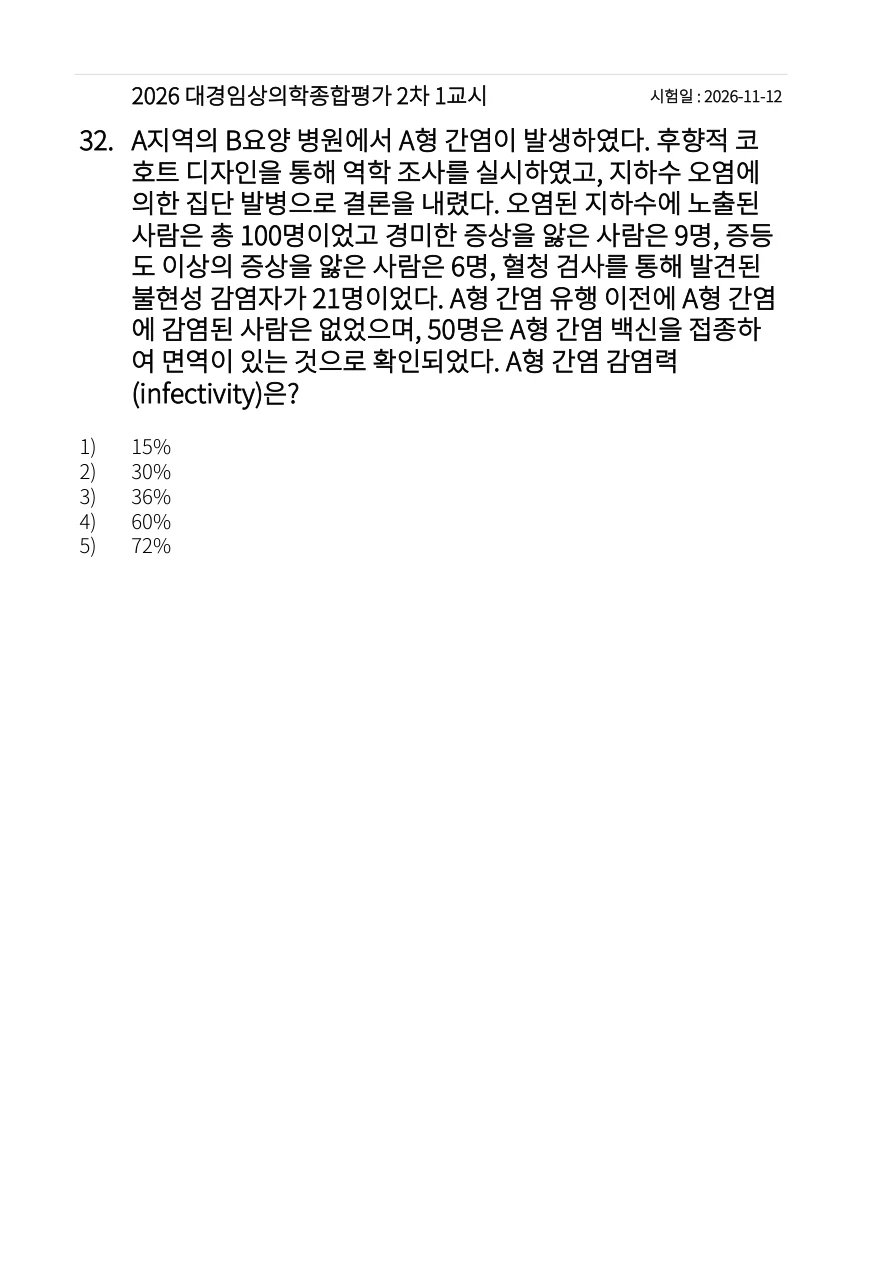 2026 대경임상의학종합평가 2차 1교시
시험일 : 2026-11-12
32. A지역의 B요양 병원에서 A형 간염이 발생하였다. 후향적 코
호트 디자인을 통해 역학 조사를 실시하였고, 지하수 오염에
의한 집단 발병으로 결론을 내렸다. 오염된 지하수에 노출된
사람은 총 100명이었고 경미한 증상을 앓은 사람은 9명, 증등
도 이상의 증상을 앓은 사람은 6명, 혈청 검사를 통해 발견된
불현성 감염자가 21명이었다. A형 간염 유행 이전에 A형 간염
에 감염된 사람은 없었으며, 50명은 A형 간염 백신을 접종하
여 면역이 있는 것으로 확인되었다. A형 간염 감염력
(infectivity)은?
1) 15%
2) 30%
3) 36%
4) 60%
5) 72%